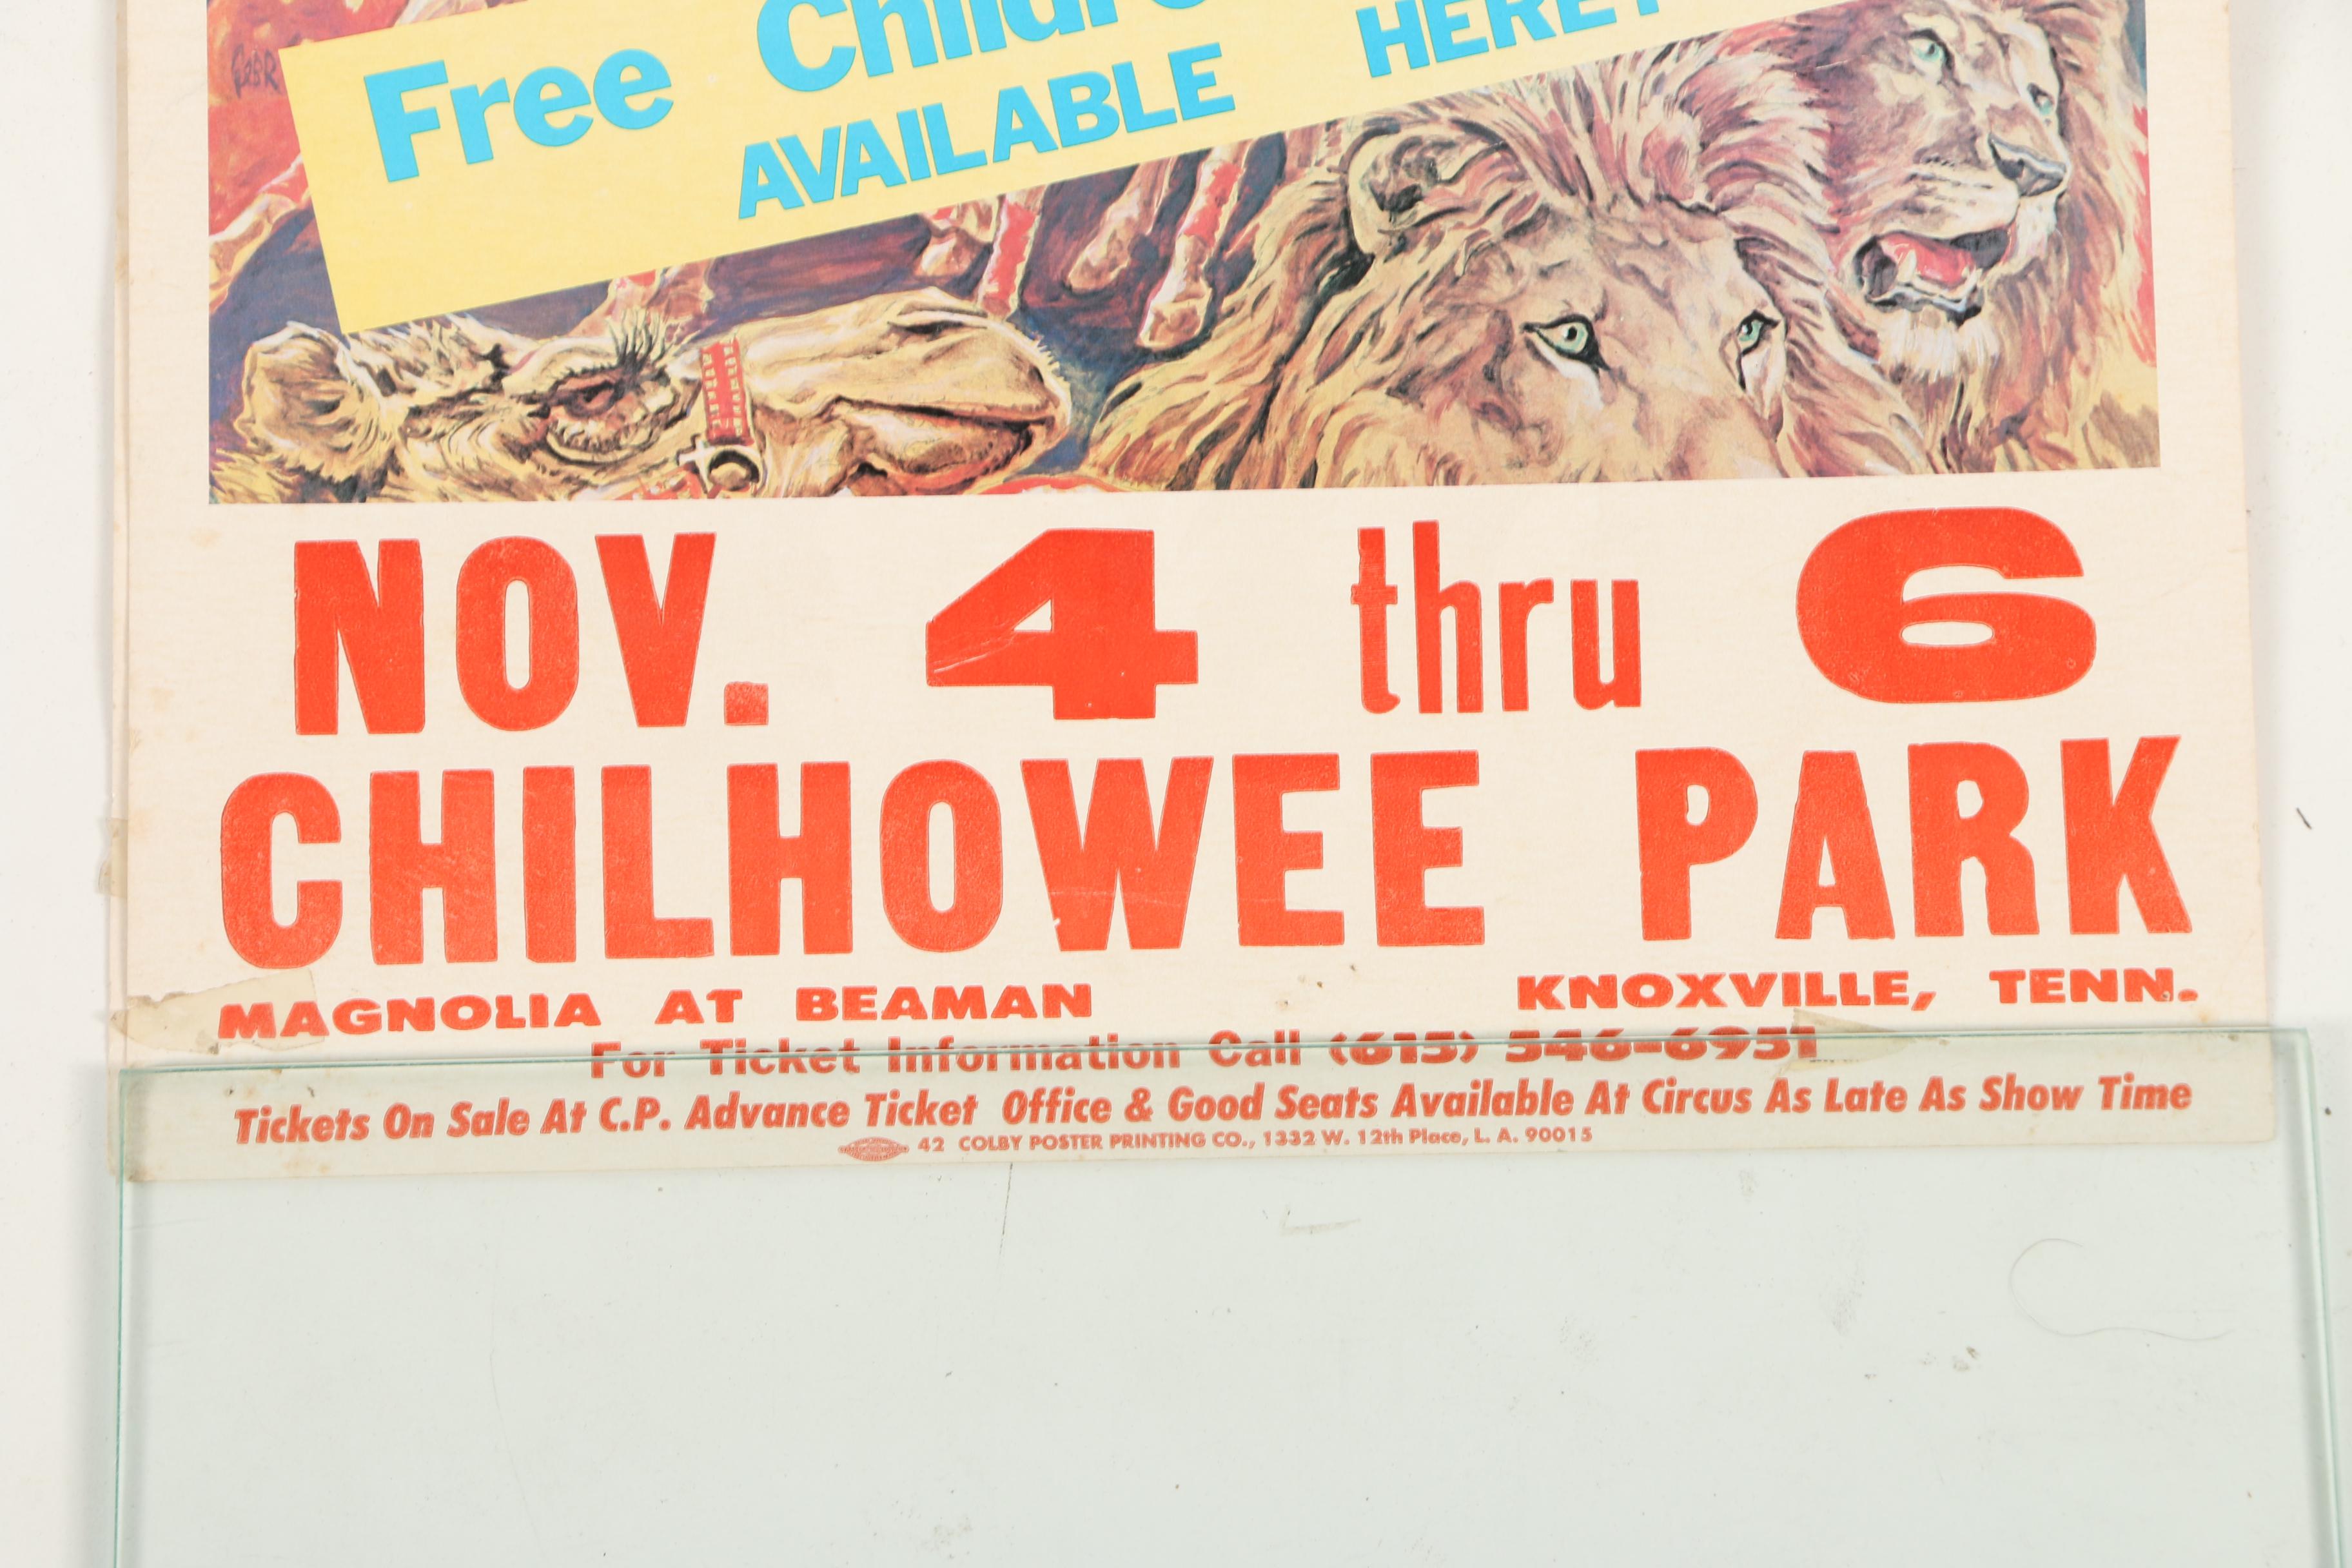 Free
AVAILABLE HERE!
NOV. 4 thru 6
CHILHOWEE PARK
MAGNOLIA AT BEAMAN KNOXVILLE, TENN.
For Ticket Information Call (615) 546-6951
Tickets On Sale At C.P. Advance Ticket Office & Good Seats Available At Circus As Late As Show Time
42 COLBY POSTER PRINTING CO., 1332 W. 12th Place, L. A. 90015